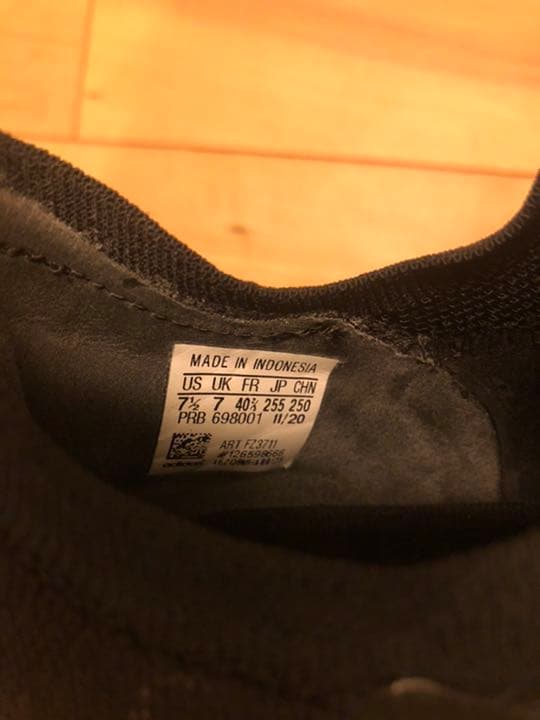 MADE IN INDONESIA
US UK FR JP CHN
7½ 7 40⅔ 255 250
PRB 698001 11/20
ART FZ3711
#126598666
adidas